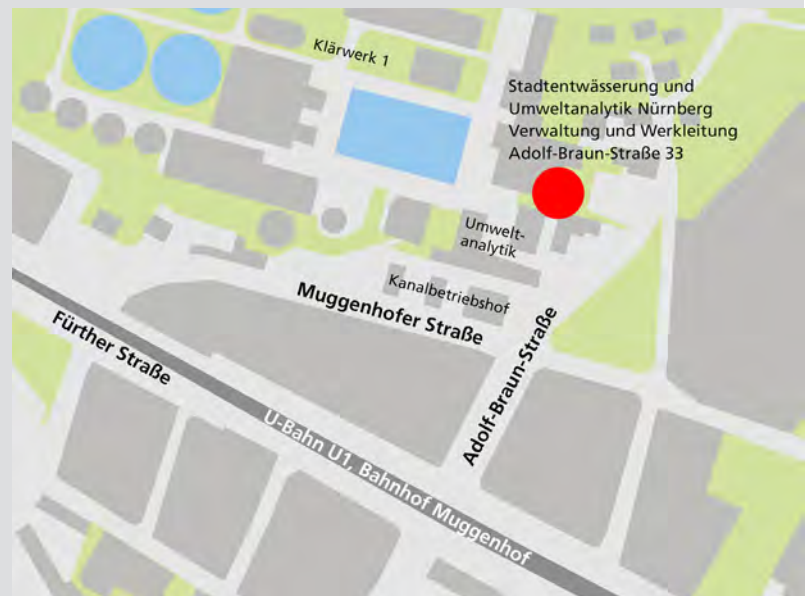 Klärwerk 1
Stadtentwässerung und
Umweltanalytik Nürnberg
Verwaltung und Werkleitung
Adolf-Braun-Straße 33
Umwelt-
analytik
Kanalbetriebshof
Muggenhofer Straße
Adolf-Braun-Straße
Fürther Straße
U-Bahn U1, Bahnhof Muggenhof